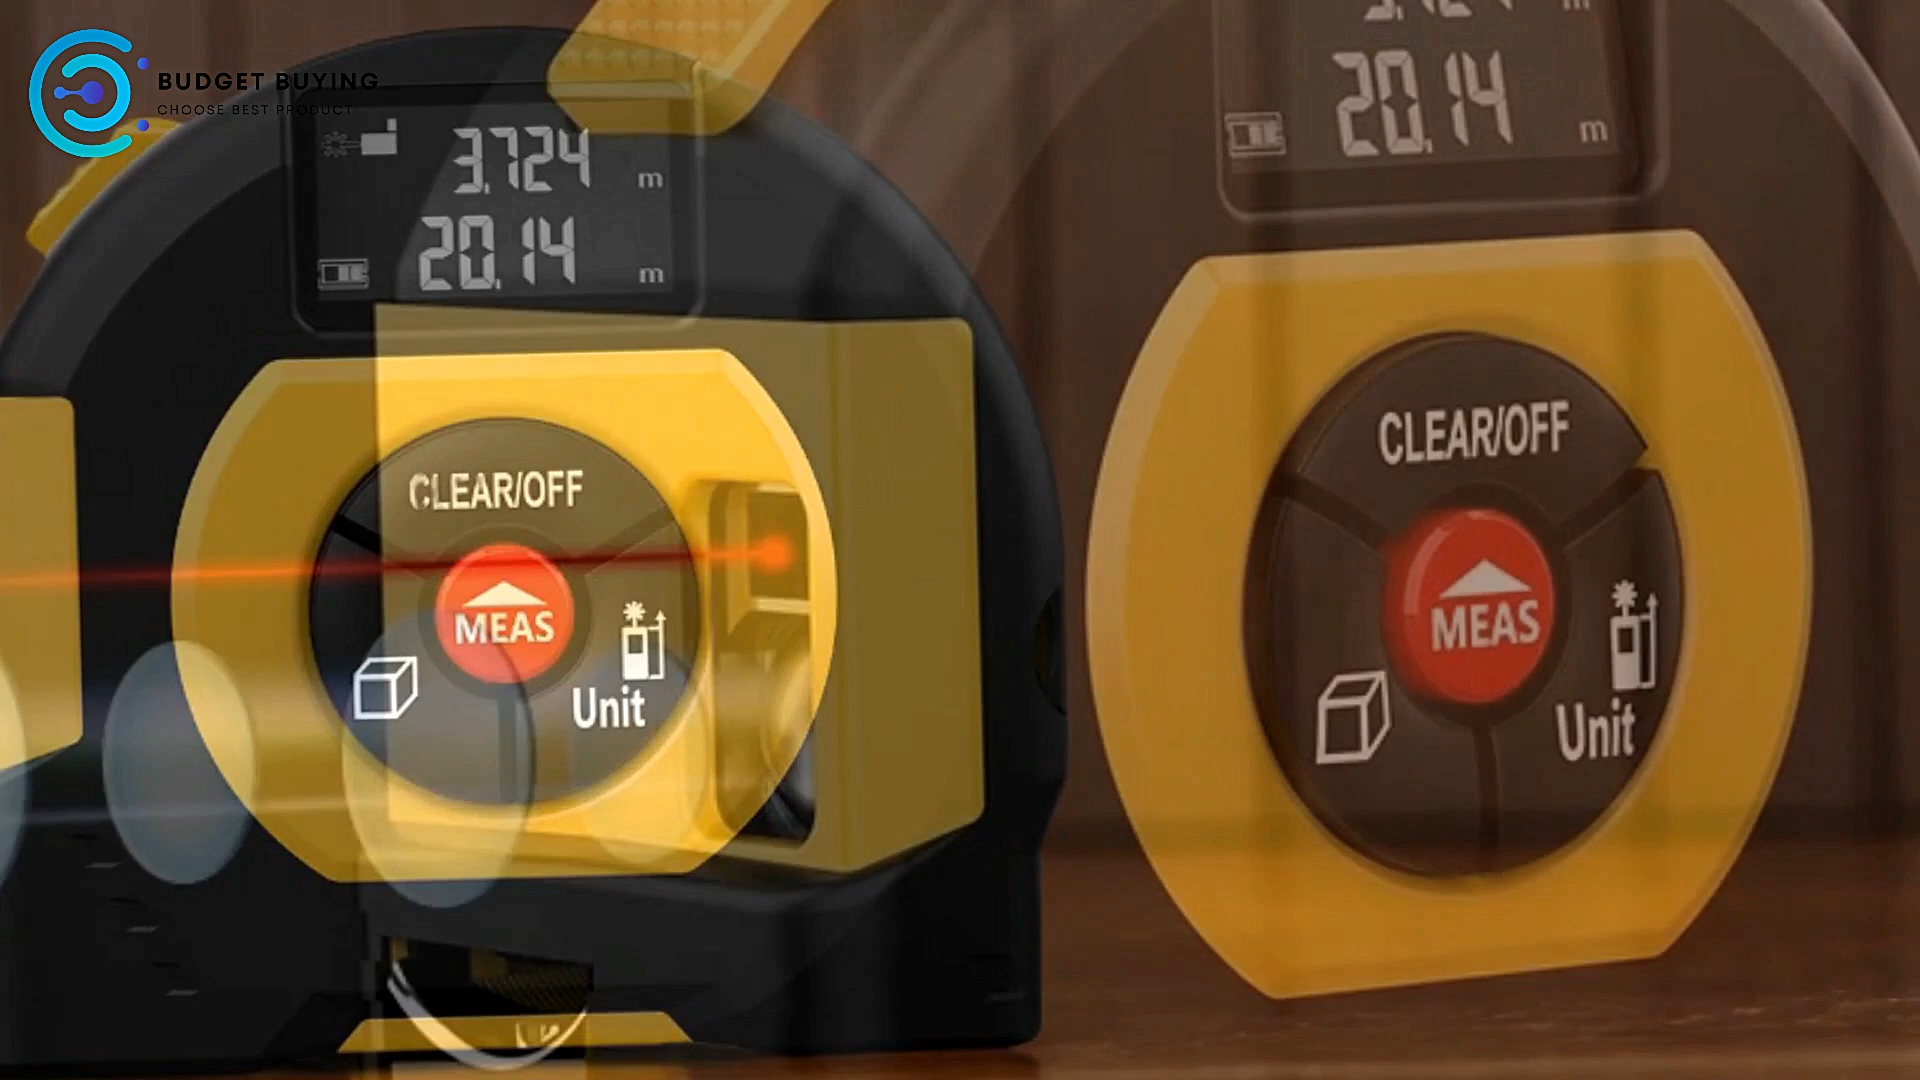 BUDGET BUYING
CHOOSE BEST PRODUCT
3.724 m
20.14 m
CLEAR/OFF
MEAS
Unit
m
20.14 m
CLEAR/OFF
MEAS
Unit